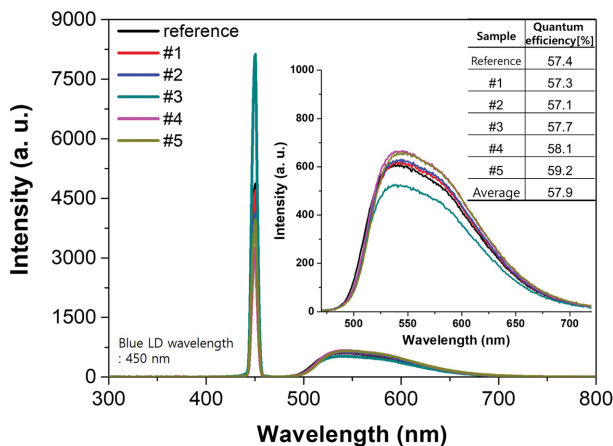 9000
7500
6000
4500
3000
1500
0
Intensity (a. u.)
300 400 500 600 700 800
Wavelength (nm)
reference
#1
#2
#3
#4
#5
Blue LD wavelength
: 450 nm
1000
800
600
400
200
0
Intensity (a. u.)
500 550 600 650 700
Wavelength (nm)
Sample Quantum
efficiency[%]
Reference 57.4
#1 57.3
#2 57.1
#3 57.7
#4 58.1
#5 59.2
Average 57.9